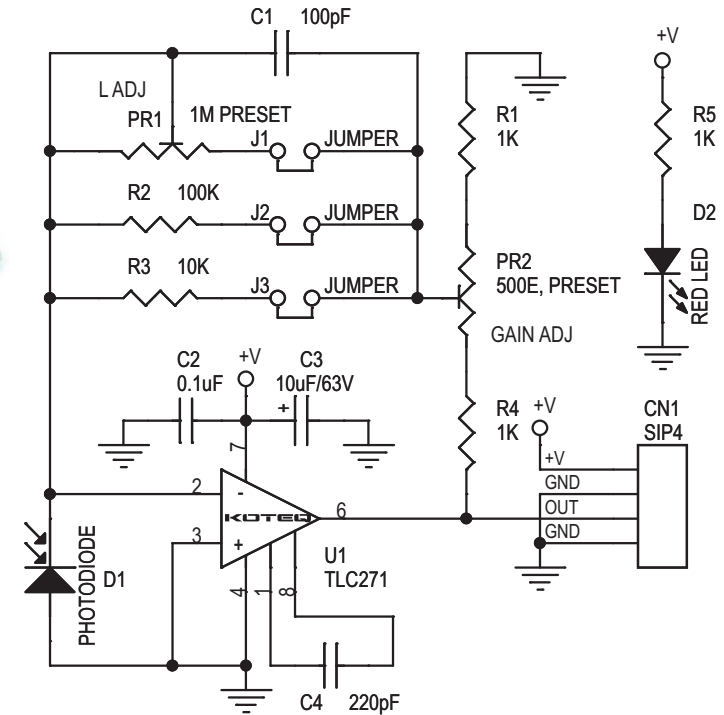 C1 100pF
+V
L ADJ
PR1 1M PRESET
J1 JUMPER
R1
1K
R5
1K
R2 100K
J2 JUMPER
D2
R3 10K
J3 JUMPER
PR2
500E, PRESET
RED LED
GAIN ADJ
C2
0.1uF
+V
C3
10uF/63V
+
R4
1K
+V
CN1
SIP4
7
+V
GND
OUT
GND
2
-
KOTEQ
6
3
+
U1
TLC271
PHOTODIODE
D1
4
1
8
C4 220pF